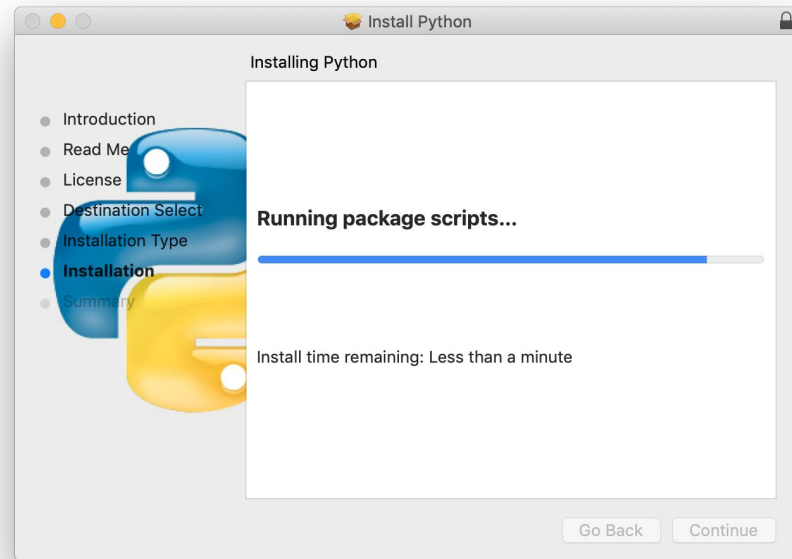 Install Python
Installing Python
Introduction
Read Me
License
Destination Select
Installation Type
Installation
Summary
Running package scripts...
Install time remaining: Less than a minute
Go Back
Continue